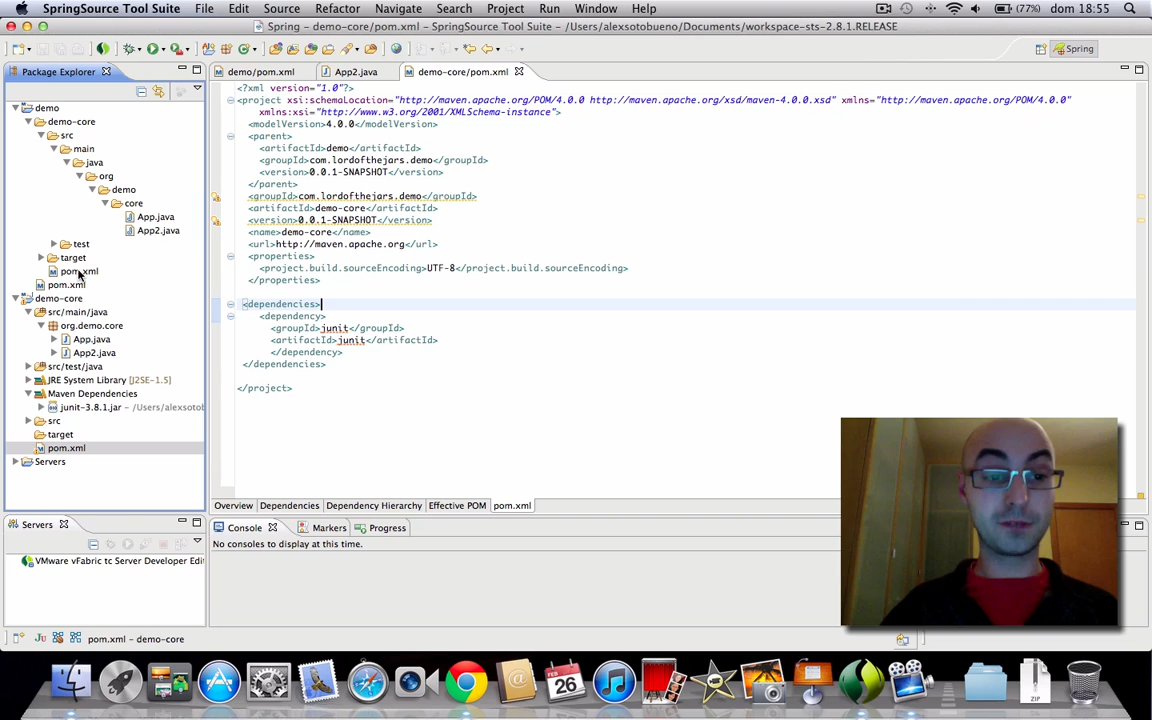 SpringSource Tool Suite File Edit Source Refactor Navigate Search Project Run Window Help (77%) dom 18:55
Spring - demo-core/pom.xml - SpringSource Tool Suite - /Users/alexsotobueno/Documents/workspace-sts-2.8.1.RELEASE
Spring
Package Explorer
demo
demo-core
src
main
java
org
demo
core
App.java
App2.java
test
target
pom.xml
pom.xml
demo-core
src/main/java
org.demo.core
App.java
App2.java
src/test/java
JRE System Library [J2SE-1.5]
Maven Dependencies
junit-3.8.1.jar - /Users/alexsotob
src
target
pom.xml
Servers
demo/pom.xml App2.java demo-core/pom.xml
<?xml version="1.0"?>
<project xsi:schemaLocation="http://maven.apache.org/POM/4.0.0 http://maven.apache.org/xsd/maven-4.0.0.xsd" xmlns="http://maven.apache.org/POM/4.0.0"
xmlns:xsi="http://www.w3.org/2001/XMLSchema-instance">
<modelVersion>4.0.0</modelVersion>
<parent>
<artifactId>demo</artifactId>
<groupId>com.lordofthejars.demo</groupId>
<version>0.0.1-SNAPSHOT</version>
</parent>
<groupId>com.lordofthejars.demo</groupId>
<artifactId>demo-core</artifactId>
<version>0.0.1-SNAPSHOT</version>
<name>demo-core</name>
<url>http://maven.apache.org</url>
<properties>
<project.build.sourceEncoding>UTF-8</project.build.sourceEncoding>
</properties>
<dependencies>
<dependency>
<groupId>junit</groupId>
<artifactId>junit</artifactId>
</dependency>
</dependencies>
</project>
Overview Dependencies Dependency Hierarchy Effective POM pom.xml
Servers
VMware vFabric tc Server Developer Edi
Console Markers Progress
No consoles to display at this time.
pom.xml - demo-core
FEB
26
ZIP